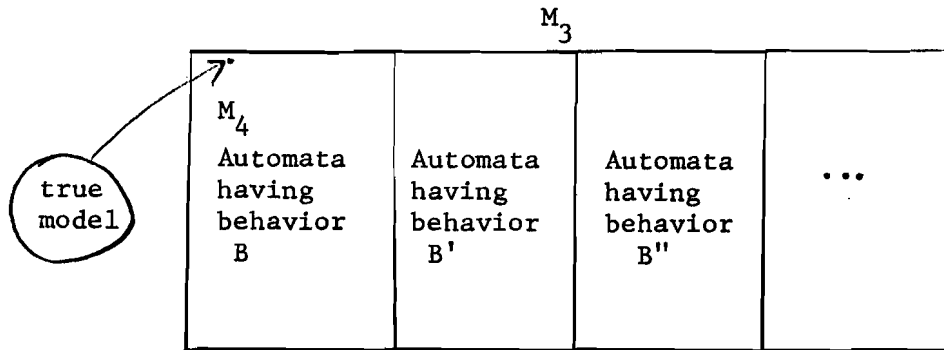 M₃
true
model
M₄
Automata
having
behavior
B
Automata
having
behavior
B'
Automata
having
behavior
B"
...